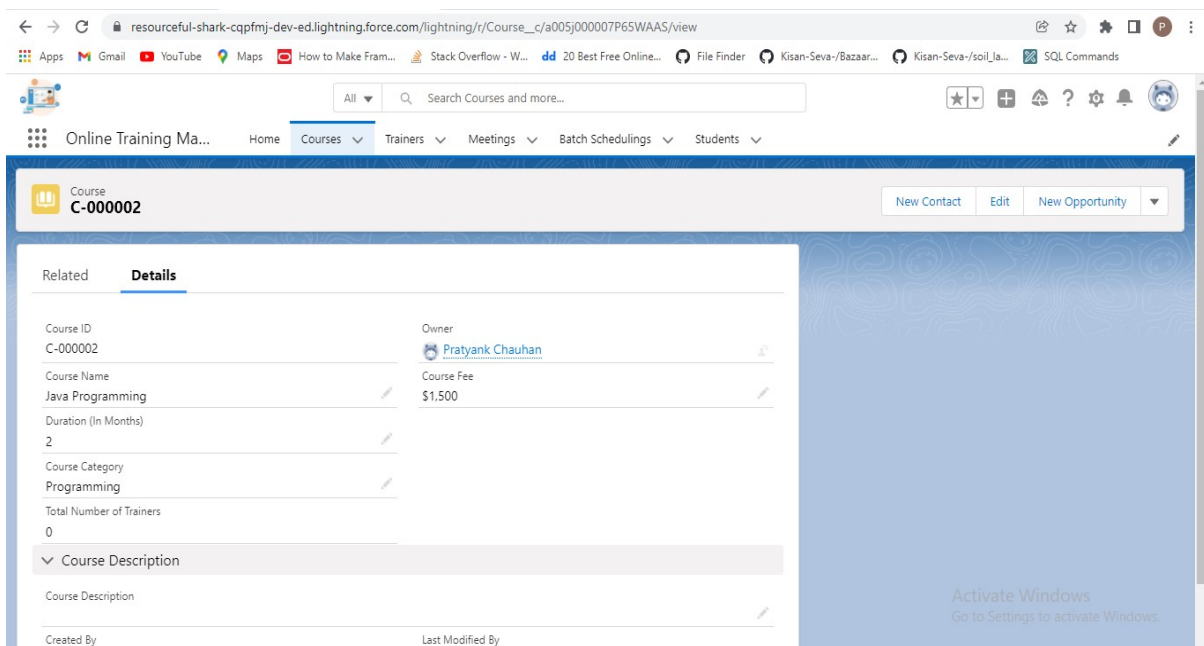 resourceful-shark-cqpfmj-dev-ed.lightning.force.com/lightning/r/Course__c/a005j000007P65WAAS/view
P
Apps Gmail YouTube Maps How to Make Fram... Stack Overflow - W... dd 20 Best Free Online... File Finder Kisan-Seva-/Bazaar... Kisan-Seva-/soil_la... SQL Commands
All Search Courses and more...
Online Training Ma... Home Courses Trainers Meetings Batch Schedulings Students
Course
C-000002
New Contact Edit New Opportunity
Related Details
Course ID Owner
C-000002 Pratyank Chauhan
Course Name Course Fee
Java Programming $1,500
Duration (In Months)
2
Course Category
Programming
Total Number of Trainers
0
Course Description
Course Description
Created By Last Modified By
Activate Windows
Go to Settings to activate Windows.